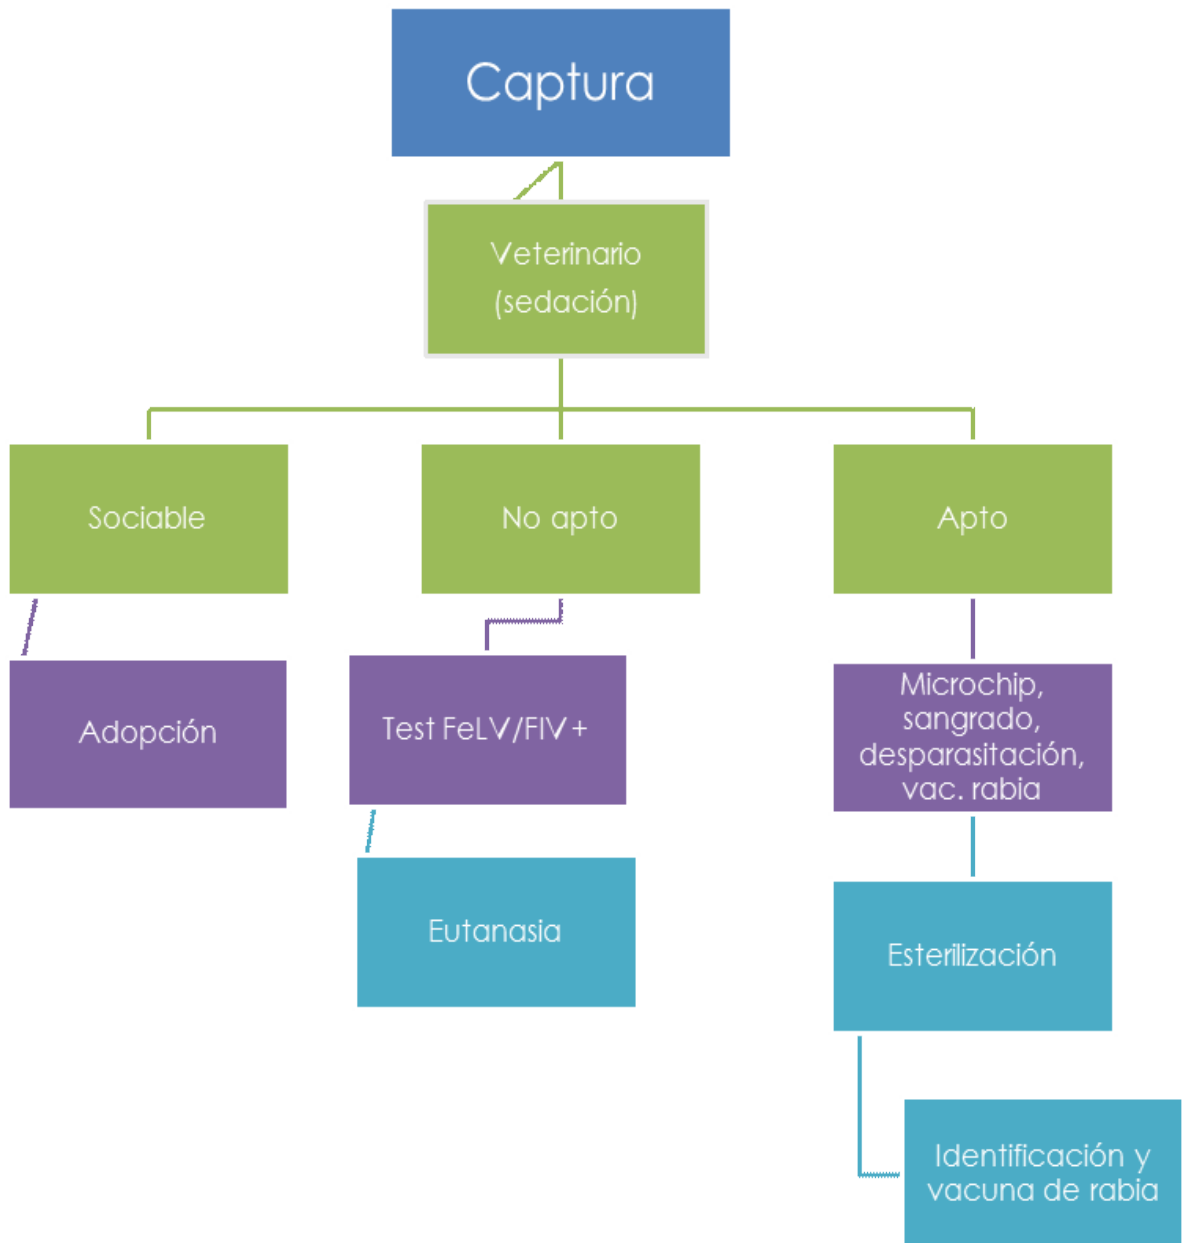 Captura
Veterinario
(sedación)
Sociable
No apto
Apto
Adopción
Test FeLV/FIV+
Microchip,
sangrado,
desparasitación,
vac. rabia
Eutanasia
Esterilización
Identificación y
vacuna de rabia